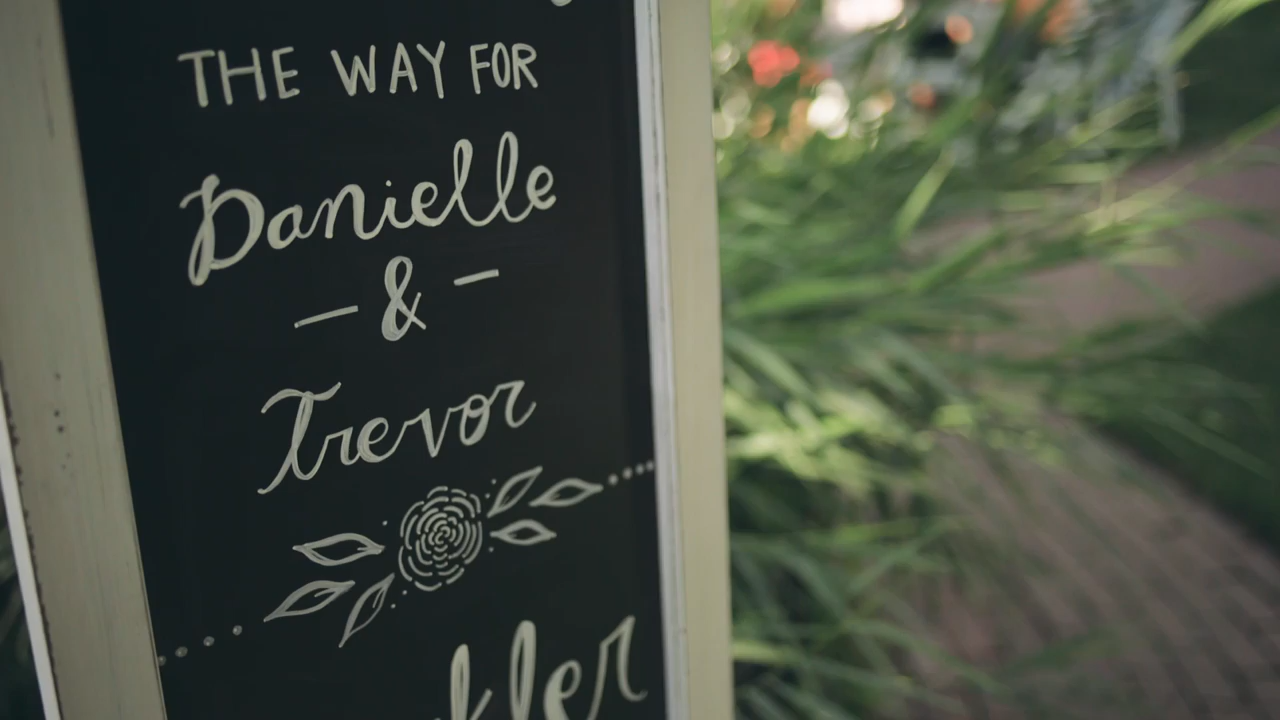 THE WAY FOR
Danielle
- & -
Trevor